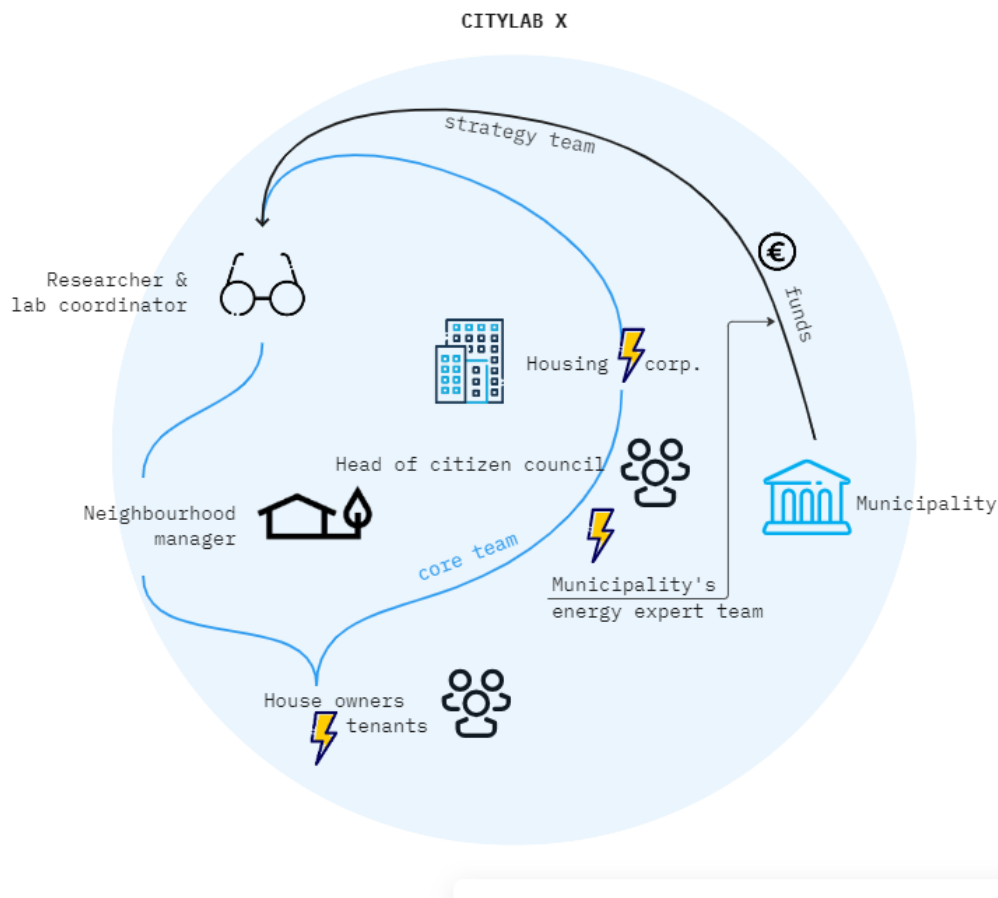 CITYLAB X
strategy team
€
funds
Researcher &
lab coordinator
Housing corp.
Head of citizen council
Neighbourhood
manager
Municipality
core team
Municipality's
energy expert team
House owners
tenants